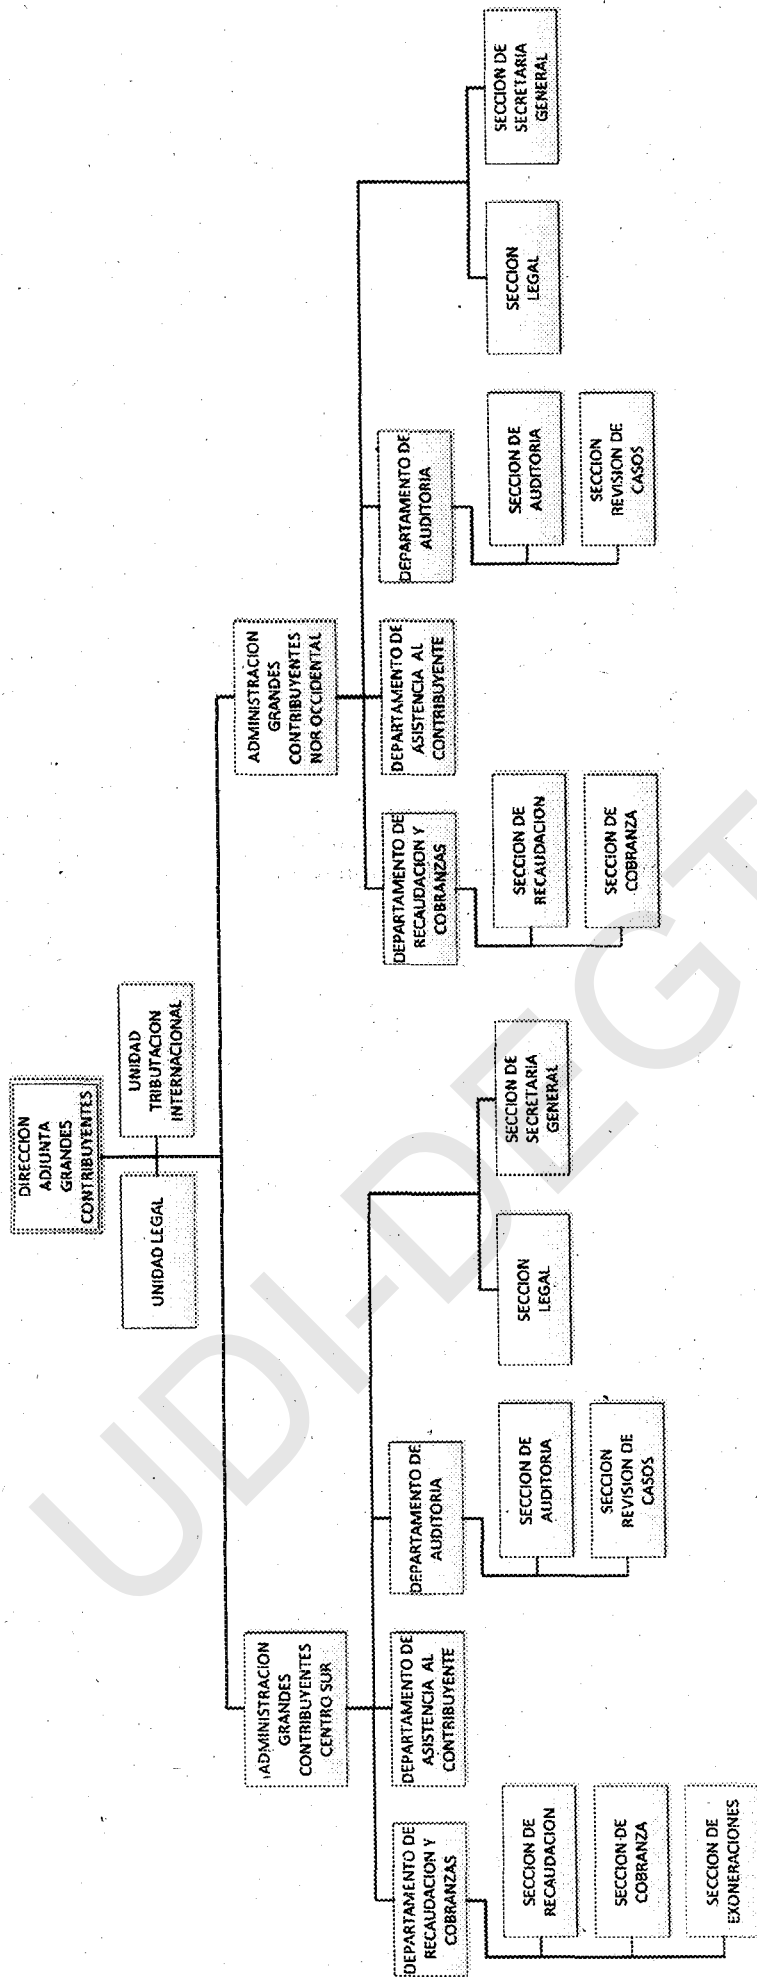 DIRECCION
ADJUNTA
GRANDES
CONTRIBUYENTES
UNIDAD LEGAL
UNIDAD
TRIBUTACION
INTERNACIONAL
ADMINISTRACION
GRANDES
CONTRIBUYENTES
CENTRO SUR
ADMINISTRACION
GRANDES
CONTRIBUYENTES
NOR OCCIDENTAL
DEPARTAMENTO DE
RECAUDACION Y
COBRANZAS
DEPARTAMENTO DE
ASISTENCIA AL
CONTRIBUYENTE
DEPARTAMENTO DE
AUDITORIA
SECCION DE
RECAUDACION
SECCION DE
COBRANZA
SECCION DE
EXONERACIONES
SECCION DE
AUDITORIA
SECCION
REVISION DE
CASOS
SECCION
LEGAL
SECCION DE
SECRETARIA
GENERAL
DEPARTAMENTO DE
RECAUDACION Y
COBRANZAS
DEPARTAMENTO DE
ASISTENCIA AL
CONTRIBUYENTE
DEPARTAMENTO DE
AUDITORIA
SECCION DE
RECAUDACION
SECCION DE
COBRANZA
SECCION DE
AUDITORIA
SECCION
REVISION DE
CASOS
SECCION
LEGAL
SECCION DE
SECRETARIA
GENERAL
UDI-DEGT